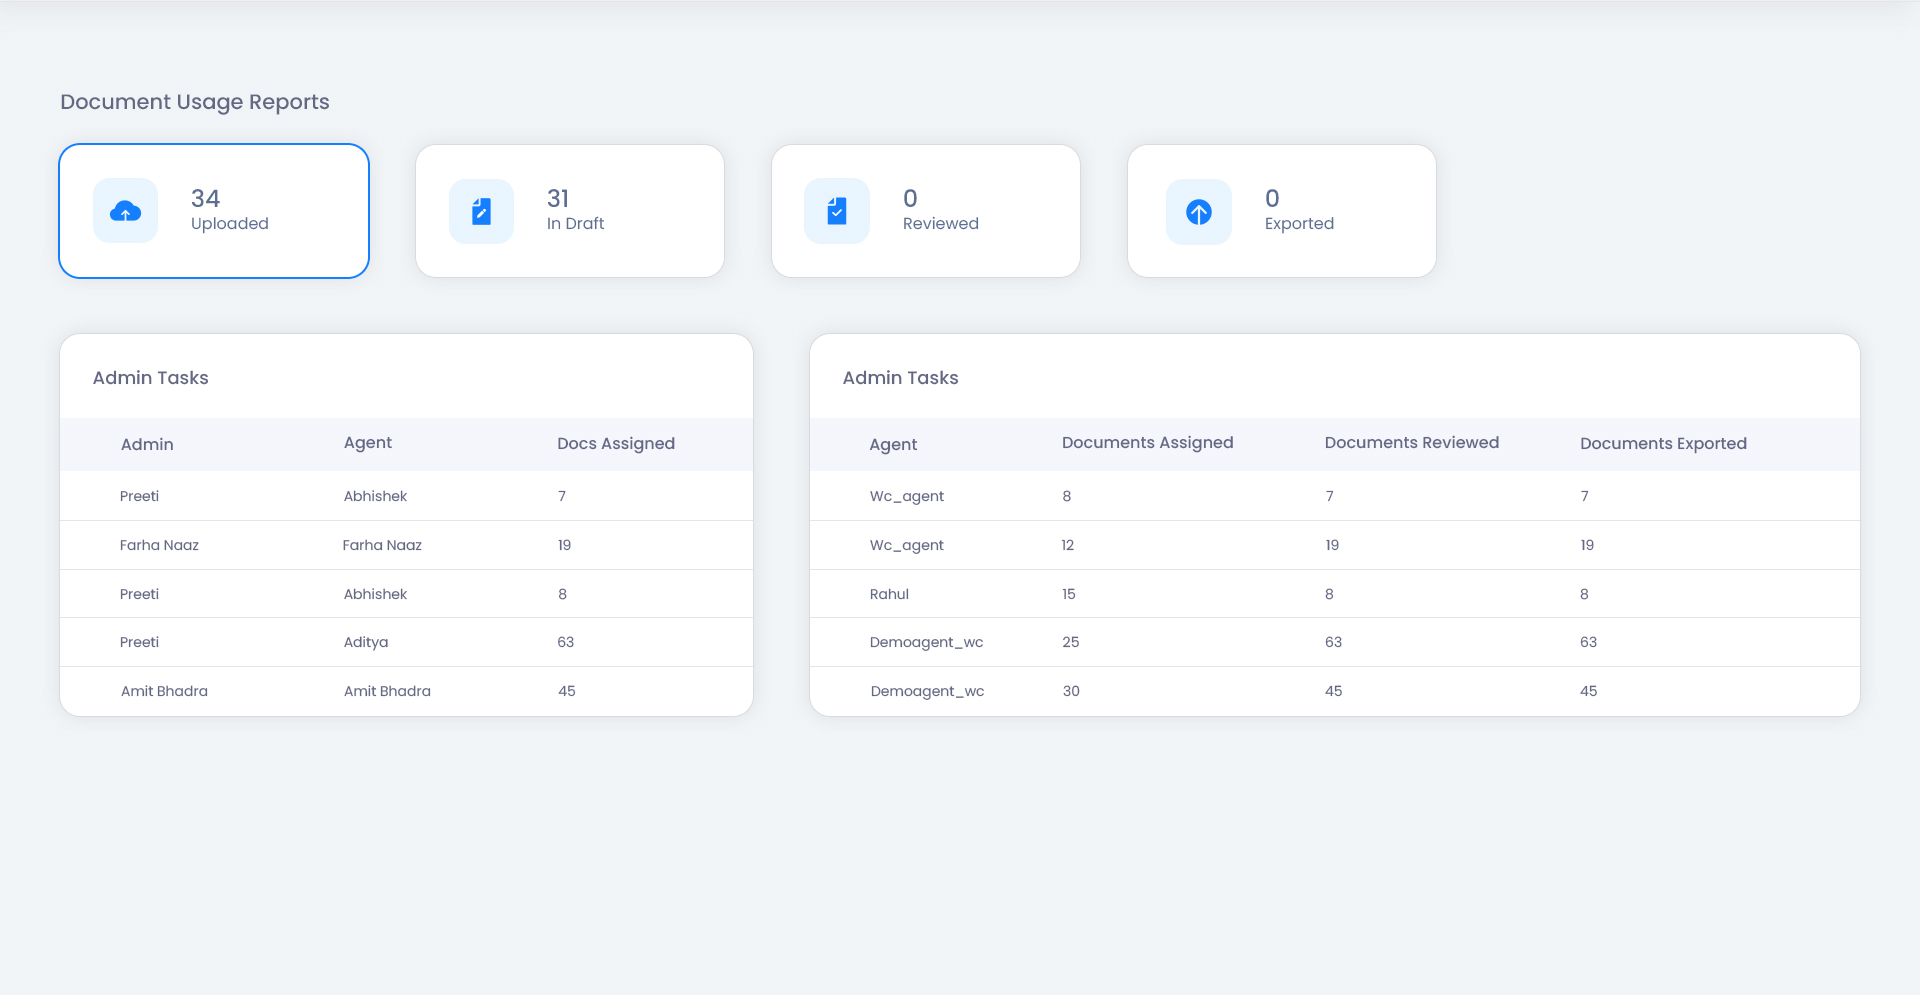 Document Usage Reports
34
Uploaded
31
In Draft
0
Reviewed
0
Exported
Admin Tasks
Admin Agent Docs Assigned
Preeti Abhishek 7
Farha Naaz Farha Naaz 19
Preeti Abhishek 8
Preeti Aditya 63
Amit Bhadra Amit Bhadra 45
Admin Tasks
Agent Documents Assigned Documents Reviewed Documents Exported
Wc_agent 8 7 7
Wc_agent 12 19 19
Rahul 15 8 8
Demoagent_wc 25 63 63
Demoagent_wc 30 45 45